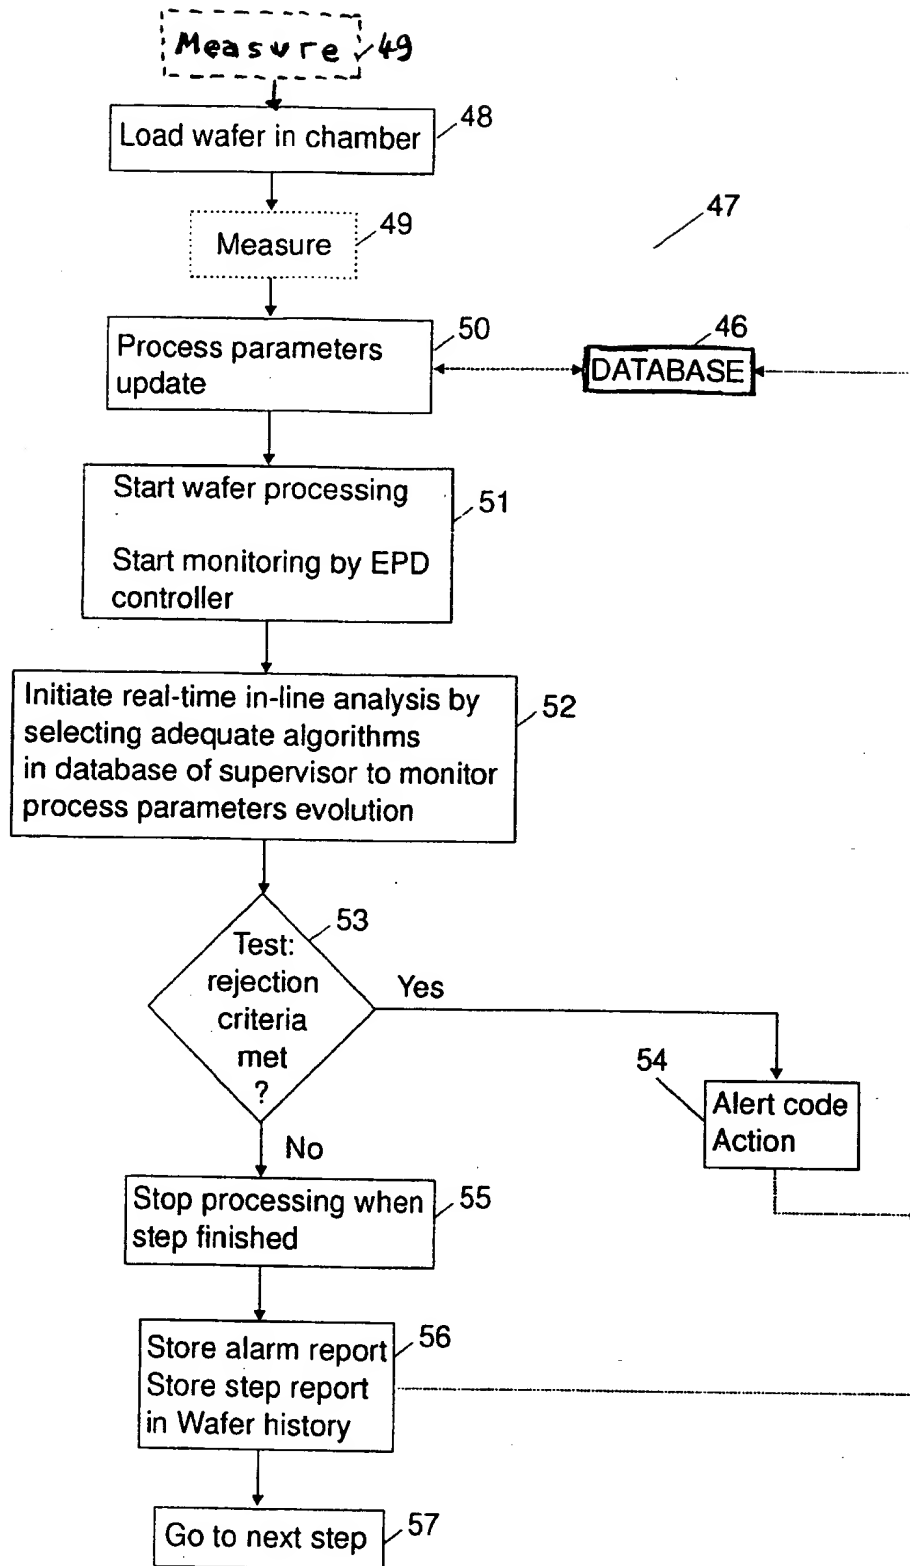 Measure 49
Load wafer in chamber
48
Measure
49
47
Process parameters
update
50
46
DATABASE
Start wafer processing
Start monitoring by EPD
controller
51
Initiate real-time in-line analysis by
selecting adequate algorithms
in database of supervisor to monitor
process parameters evolution
52
Test:
rejection
criteria
met
?
53
Yes
54
Alert code
Action
No
Stop processing when
step finished
55
Store alarm report
Store step report
in Wafer history
56
Go to next step
57